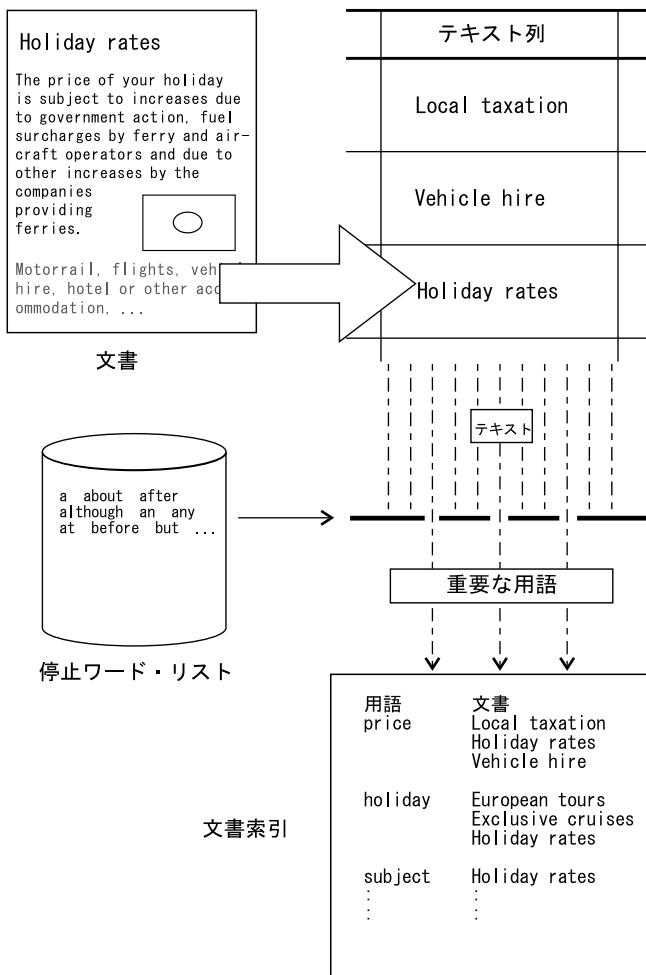 Holiday rates
The price of your holiday
is subject to increases due
to government action, fuel
surcharges by ferry and air-
craft operators and due to
other increases by the
companies
providing
ferries.
Motorrail, flights, 
hire, hotel or other
ommodation, ...
文書
テキスト列
Local taxation
Vehicle hire
Holiday rates
テキスト
a about after
although an any
at before but ...
停止ワード・リスト
重要な用語
用語 文書
price Local taxation
Holiday rates
Vehicle hire
holiday European tours
Exclusive cruises
Holiday rates
subject Holiday rates
文書索引